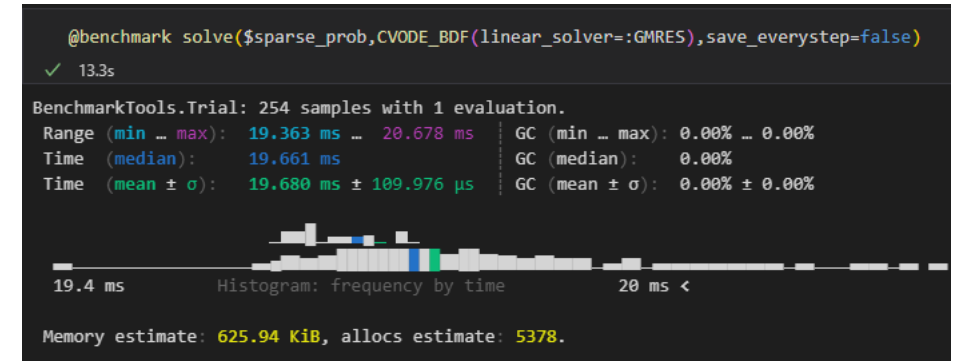 @benchmark solve($sparse_prob,CVODE_BDF(linear_solver=:GMRES),save_everystep=false)
✓ 13.3s
BenchmarkTools.Trial: 254 samples with 1 evaluation.
Range (min … max): 19.363 ms … 20.678 ms ┊ GC (min … max): 0.00% … 0.00%
Time (median): 19.661 ms ┊ GC (median): 0.00%
Time (mean ± σ): 19.680 ms ± 109.976 μs ┊ GC (mean ± σ): 0.00% ± 0.00%
19.4 ms Histogram: frequency by time 20 ms <
Memory estimate: 625.94 KiB, allocs estimate: 5378.